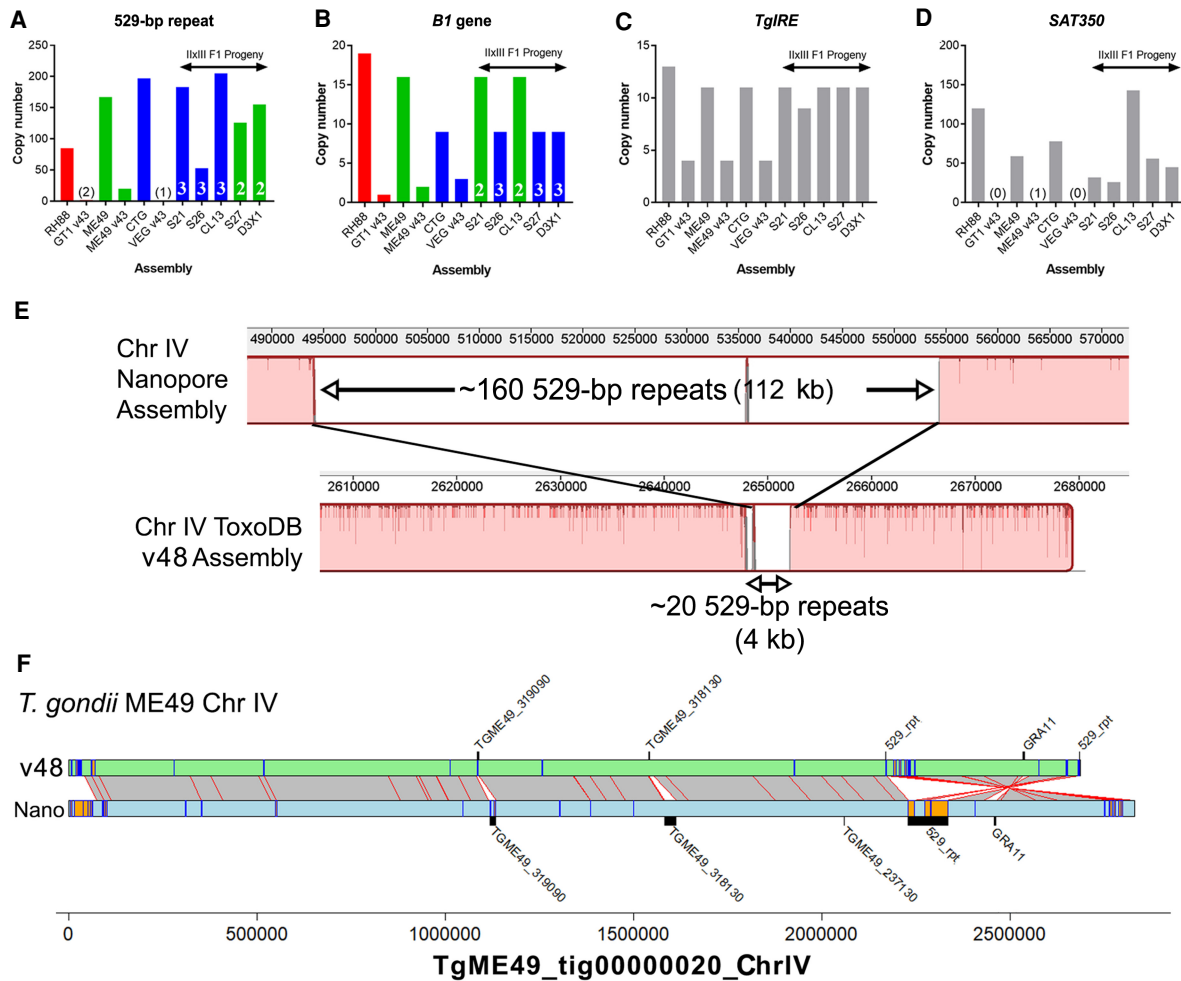 A
529-bp repeat
IIxIII F1 Progeny
Copy number
250
200
150
100
50
0
(2)
(1)
3
3
3
2
2
RH88
GT1 v43
ME49
ME49 v43
CTG
VEG v43
S21
S26
CL13
S27
D3X1
Assembly
B
B1 gene
IIxIII F1 Progeny
Copy number
20
15
10
5
0
2
3
2
3
3
RH88
GT1 v43
ME49
ME49 v43
CTG
VEG v43
S21
S26
CL13
S27
D3X1
Assembly
C
TgIRE
IIxIII F1 Progeny
Copy number
15
10
5
0
RH88
GT1 v43
ME49
ME49 v43
CTG
VEG v43
S21
S26
CL13
S27
D3X1
Assembly
D
SAT350
IIxIII F1 Progeny
Copy number
200
150
100
50
0
(0)
(1)
(0)
RH88
GT1 v43
ME49
ME49 v43
CTG
VEG v43
S21
S26
CL13
S27
D3X1
Assembly
E
Chr IV
Nanopore
Assembly
490000 495000 500000 505000 510000 515000 520000 525000 530000 535000 540000 545000 550000 555000 560000 565000 570000
~160 529-bp repeats (112 kb)
2610000 2620000 2630000 2640000 2650000 2660000 2670000 2680000
Chr IV ToxoDB
v48 Assembly
~20 529-bp repeats
(4 kb)
F
T. gondii ME49 Chr IV
TGME49_319090
TGME49_318130
529_rpt
GRA11
529_rpt
v48
Nano
TGME49_319090
TGME49_318130
TGME49_237130
529_rpt
GRA11
0 500000 1000000 1500000 2000000 2500000
TgME49_tig00000020_ChrIV